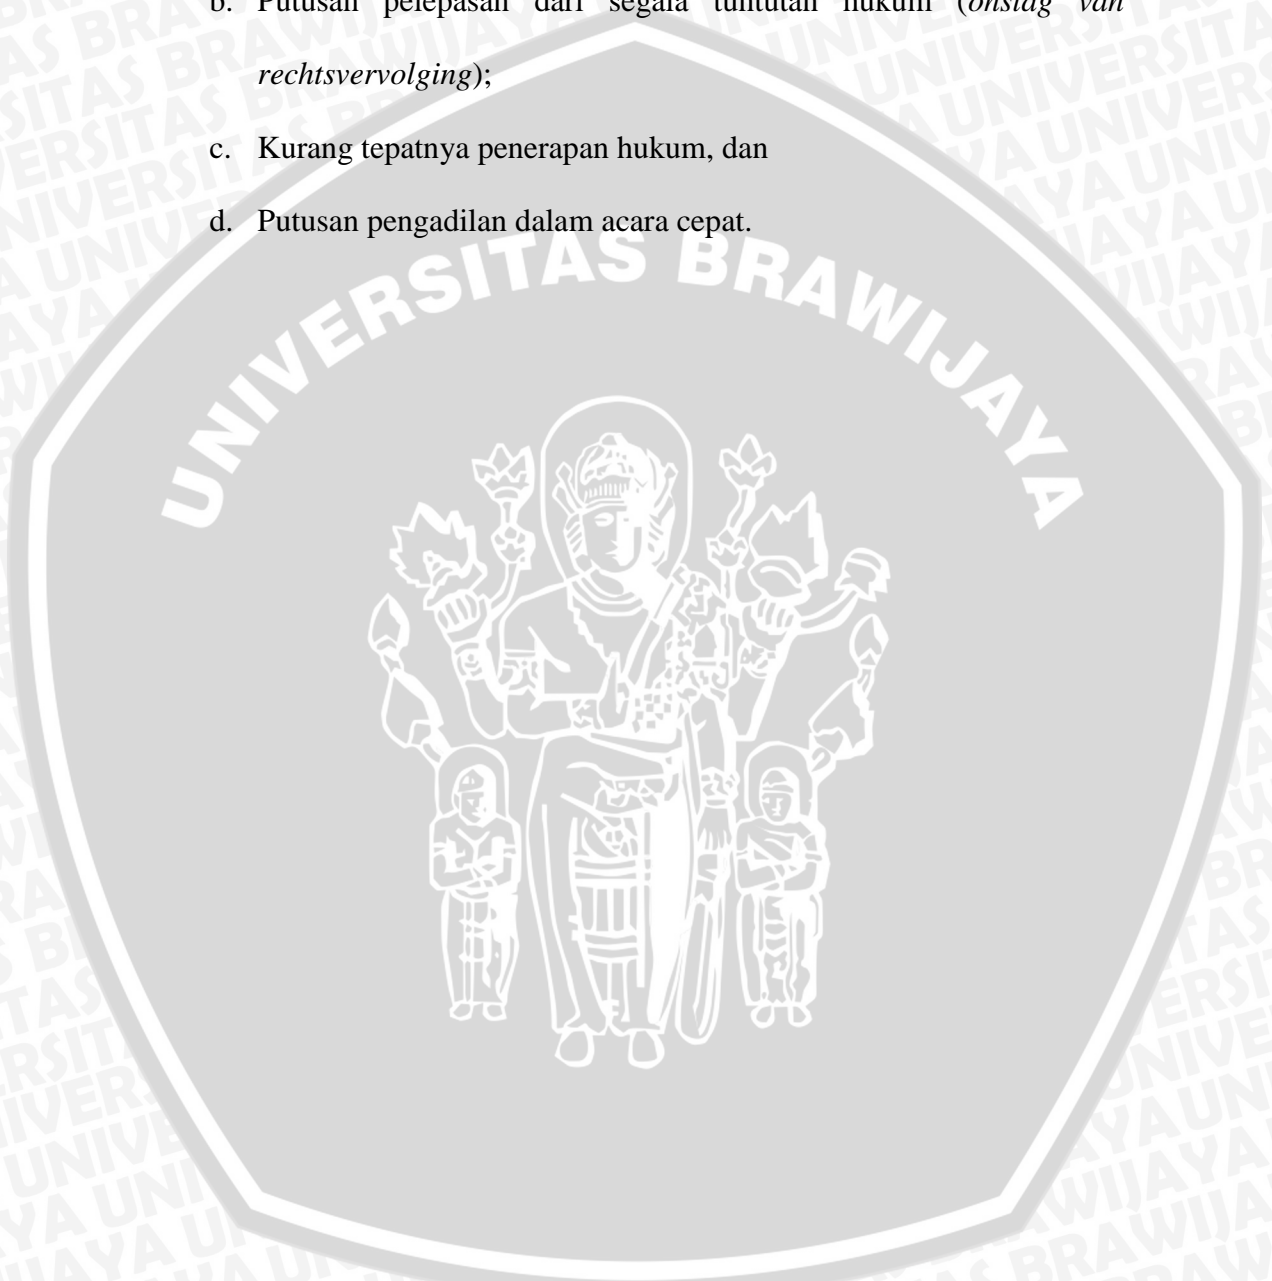 b. Putusan pelepasan dari segala tuntutan hukum (onslag van
rechtsvervolging);
c. Kurang tepatnya penerapan hukum, dan
d. Putusan pengadilan dalam acara cepat.
UNIVERSITAS BRAWIJAYA